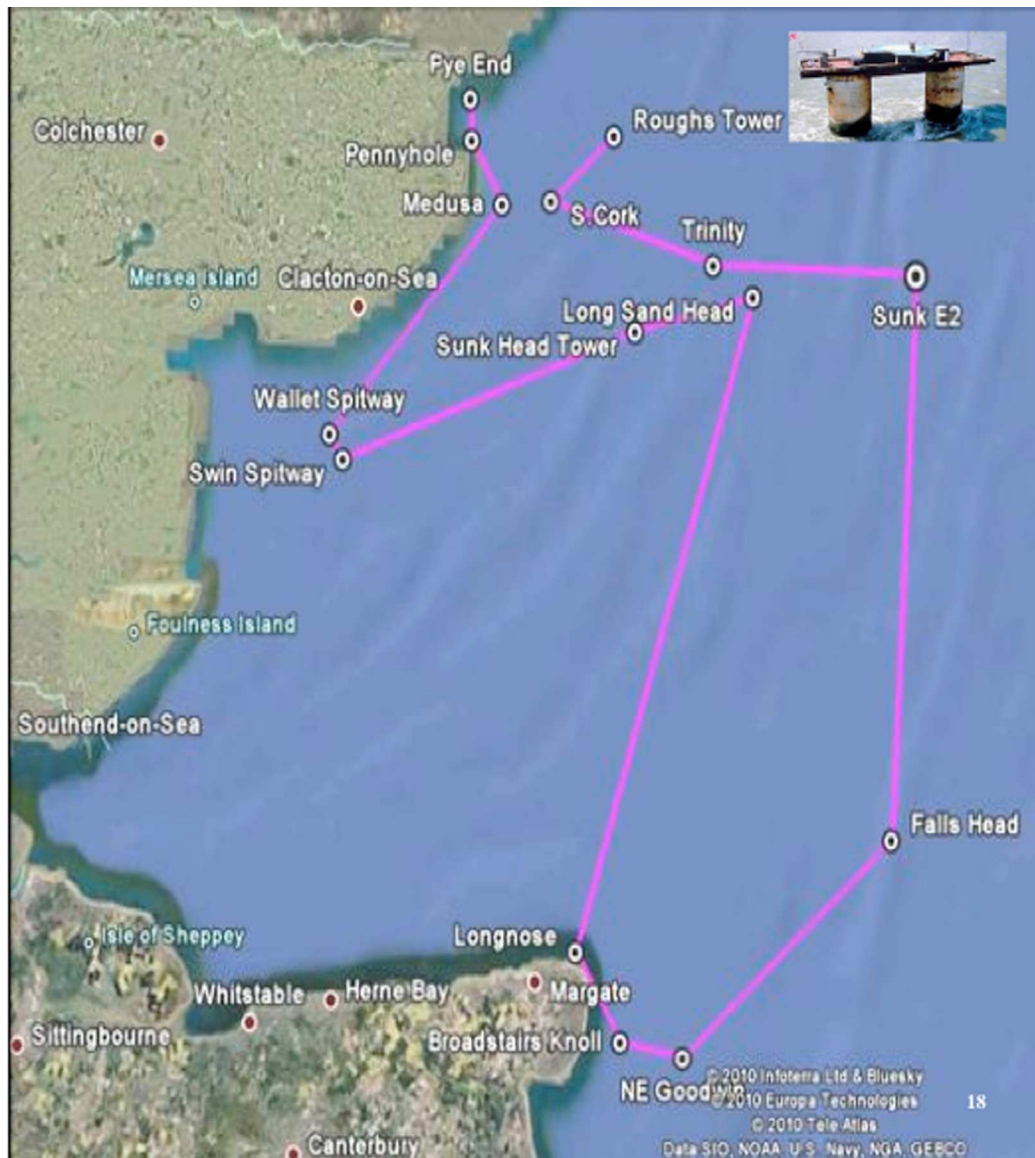 Pye End
Colchester
Roughs Tower
Pennyhole
Medusa
S.Cork
Trinity
Mersea Island
Clacton-on-Sea
Long Sand Head
Sunk E2
Sunk Head Tower
Wallet Spitway
Swin Spitway
Foulness Island
Southend-on-Sea
Falls Head
Longnose
Isle of Sheppey
Whitstable
Herne Bay
Margate
Sittingbourne
Broadstairs Knoll
NE Goodwin
© 2010 Infoterra Ltd & Bluesky
© 2010 Europa Technologies
18
© 2010 Tele Atlas
Canterbury
Data SIO, NOAA, U.S. Navy, NGA, GEBCO